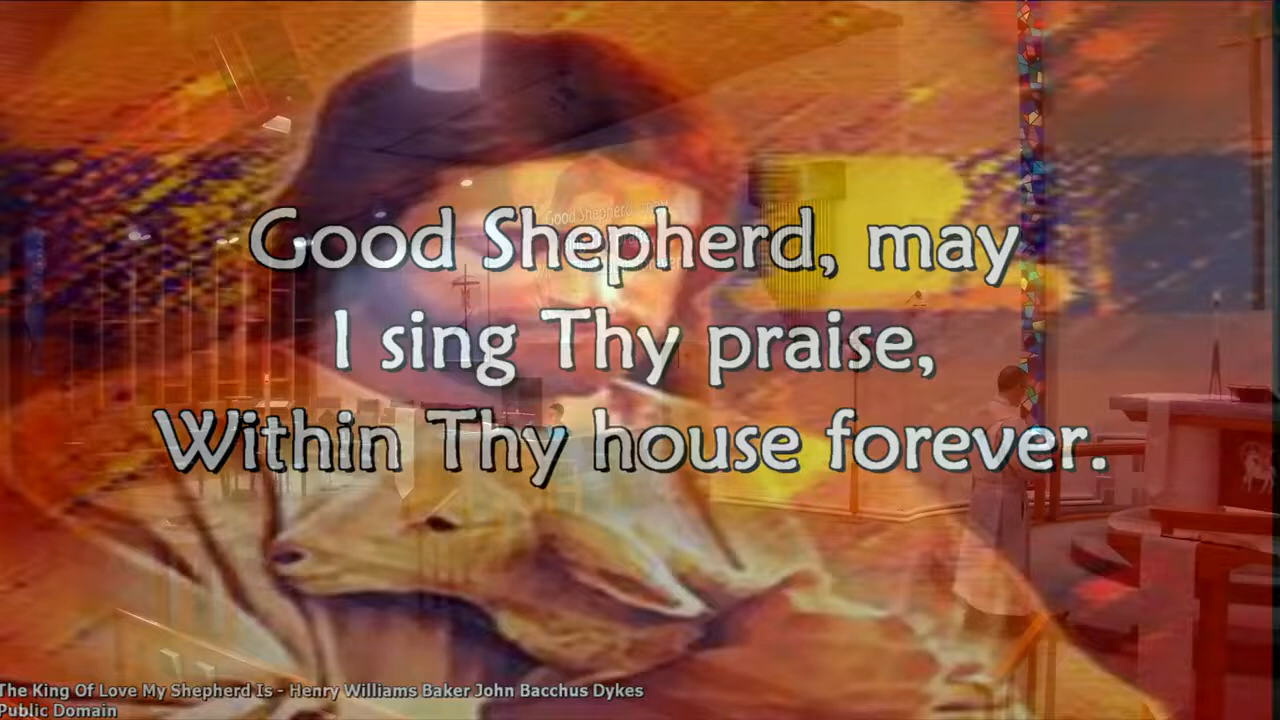 Good Shepherd, may
I sing Thy praise,
Within Thy house forever.
The King Of Love My Shepherd Is - Henry Williams Baker John Bacchus Dykes
Public Domain